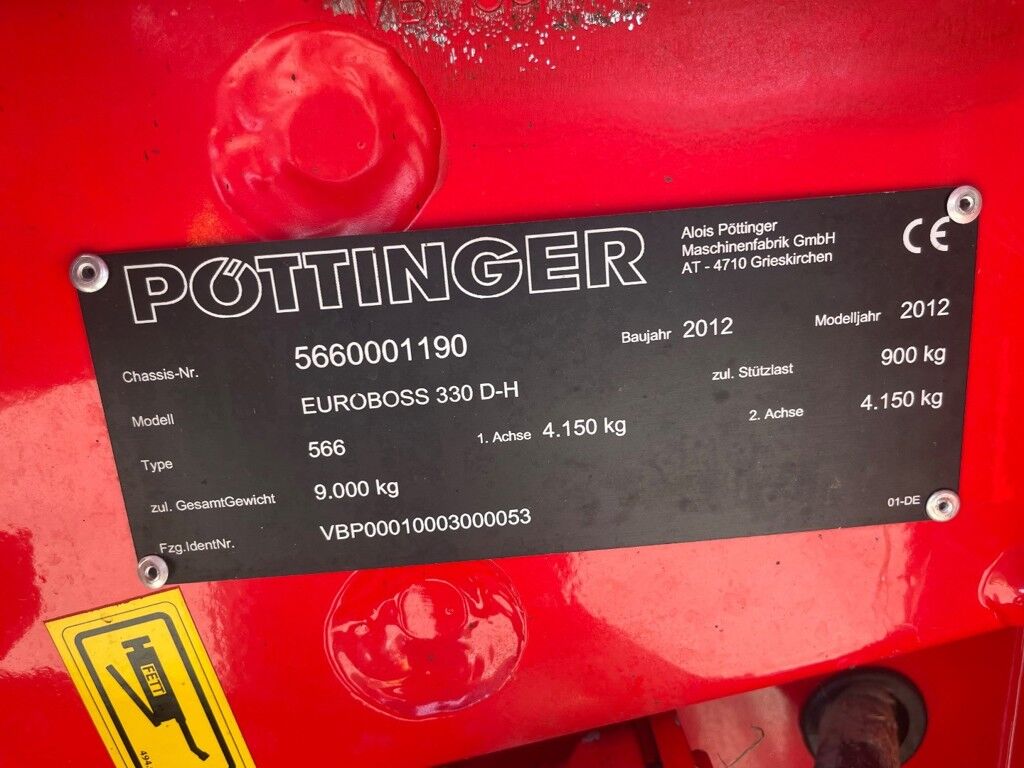 PÖTTINGER
Alois Pöttinger
Maschinenfabrik GmbH
AT - 4710 Grieskirchen
CE
Chassis-Nr. 5660001190 Baujahr 2012 Modelljahr 2012
Modell EUROBOSS 330 D-H zul. Stützlast 900 kg
Type 566 1. Achse 4.150 kg 2. Achse 4.150 kg
zul. GesamtGewicht 9.000 kg
Fzg.IdentNr. VBP00010003000053
01-DE
FETT
494.